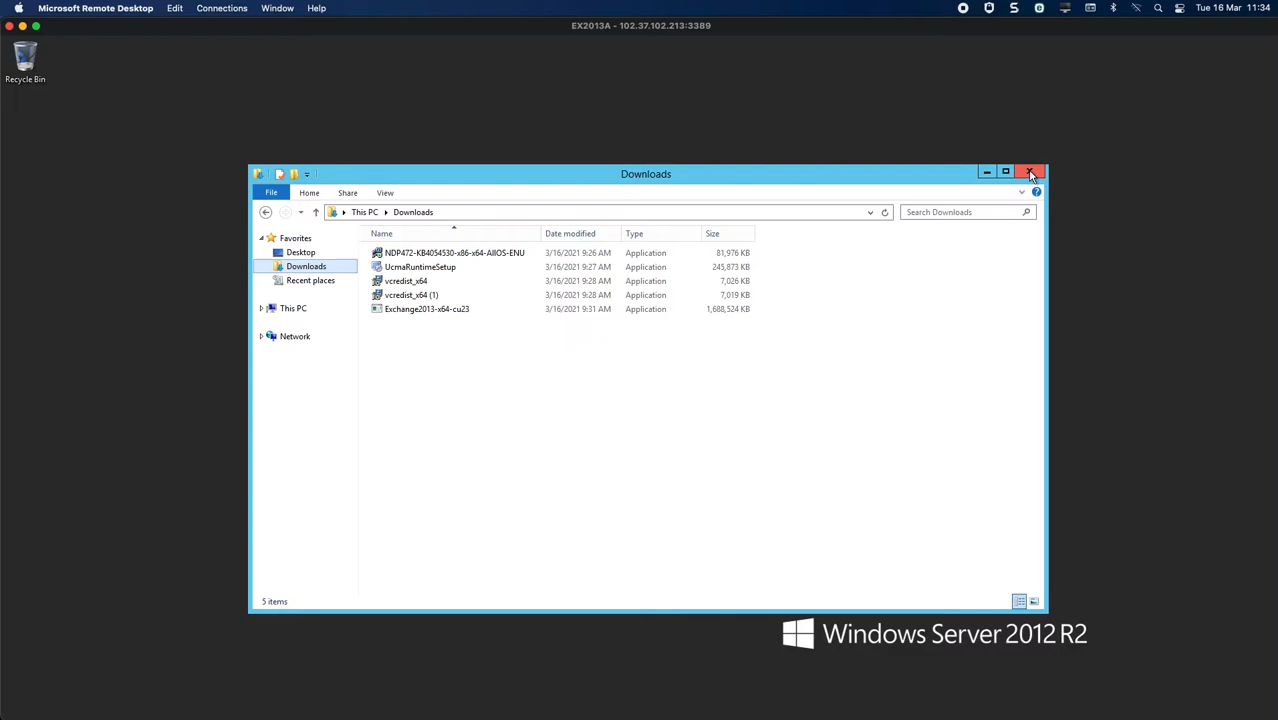 Microsoft Remote Desktop Edit Connections Window Help Tue 16 Mar 11:34
EX2013A - 102.37.102.213:3389
Recycle Bin
Downloads
File Home Share View
This PC Downloads Search Downloads
Name Date modified Type Size
Favorites
Desktop
Downloads
Recent places
This PC
Network
NDP472-KB4054530-x86-x64-AllOS-ENU 3/16/2021 9:26 AM Application 81,976 KB
UcmaRuntimeSetup 3/16/2021 9:27 AM Application 245,873 KB
vcredist_x64 3/16/2021 9:28 AM Application 7,026 KB
vcredist_x64 (1) 3/16/2021 9:28 AM Application 7,019 KB
Exchange2013-x64-cu23 3/16/2021 9:31 AM Application 1,688,524 KB
5 items
Windows Server 2012 R2